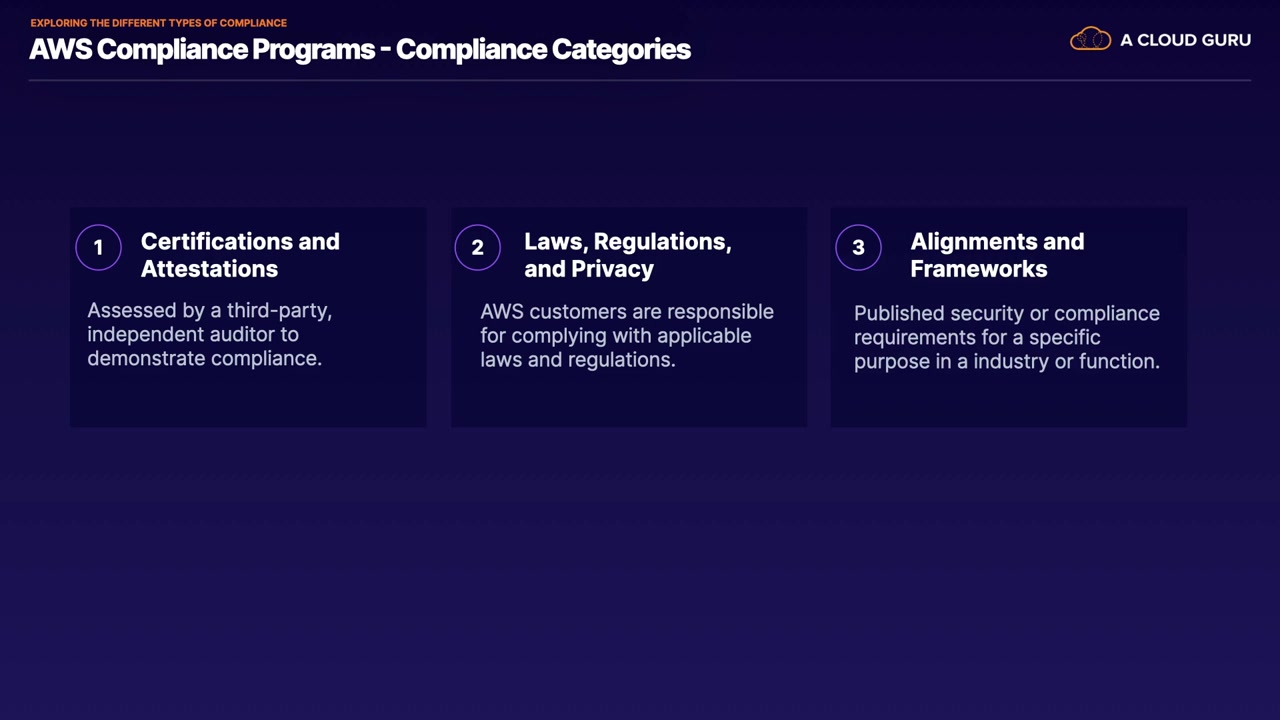 EXPLORING THE DIFFERENT TYPES OF COMPLIANCE
AWS Compliance Programs - Compliance Categories
A CLOUD GURU
1
Certifications and
Attestations
Assessed by a third-party,
independent auditor to
demonstrate compliance.
2
Laws, Regulations,
and Privacy
AWS customers are responsible
for complying with applicable
laws and regulations.
3
Alignments and
Frameworks
Published security or compliance
requirements for a specific
purpose in a industry or function.